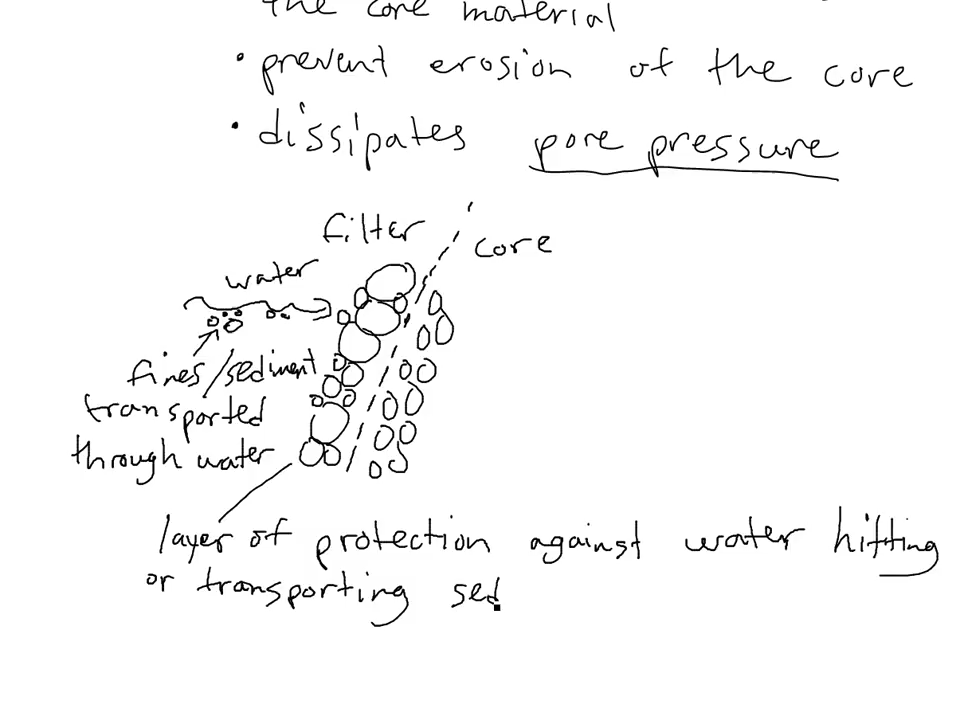 the core material
• prevent erosion of the core
• dissipates pore pressure
filter
core
water
fines/sediment
transported
through water
layer of protection against water hitting
or transporting sed